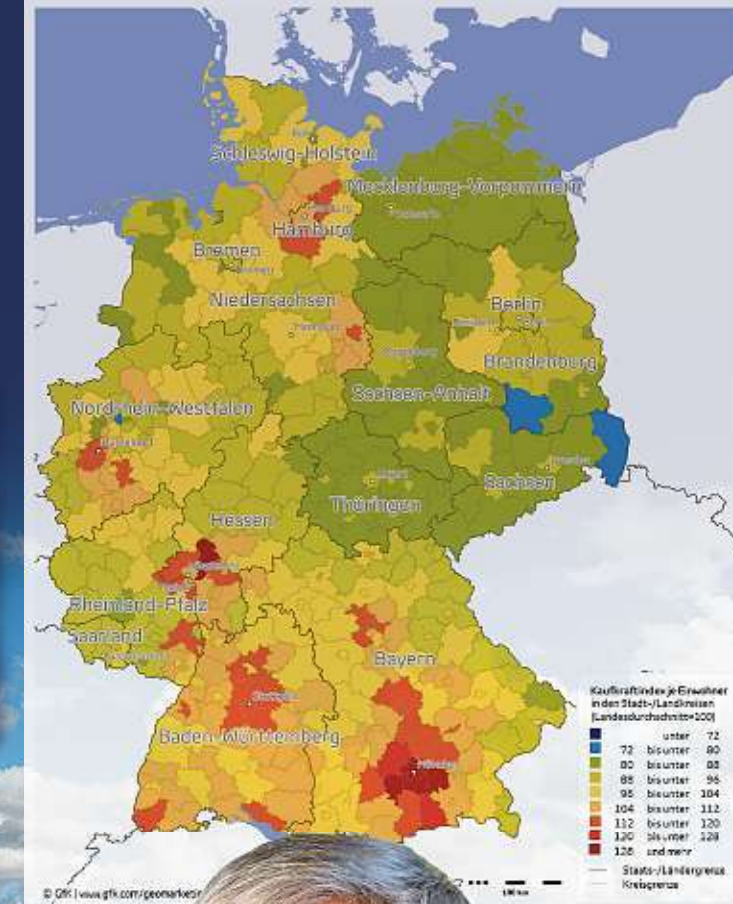 Schleswig-Holstein
Mecklenburg-Vorpommern
Hamburg
Bremen
Niedersachsen
Berlin
Brandenburg
Sachsen-Anhalt
Nordrhein-Westfalen
Sachsen
Thüringen
Hessen
Rheinland-Pfalz
Saarland
Bayern
Baden-Württemberg
Kaufkraftindex je Einwohner
in den Stadt-/Landkreisen
(Landesdurchschnitt=100)
unter 72
72 bis unter 80
80 bis unter 88
88 bis unter 96
96 bis unter 104
104 bis unter 112
112 bis unter 120
120 bis unter 128
128 und mehr
Staats-/Ländergrenze
Kreisgrenze
100 km
© GfK | www.gfk.com/geomarketin